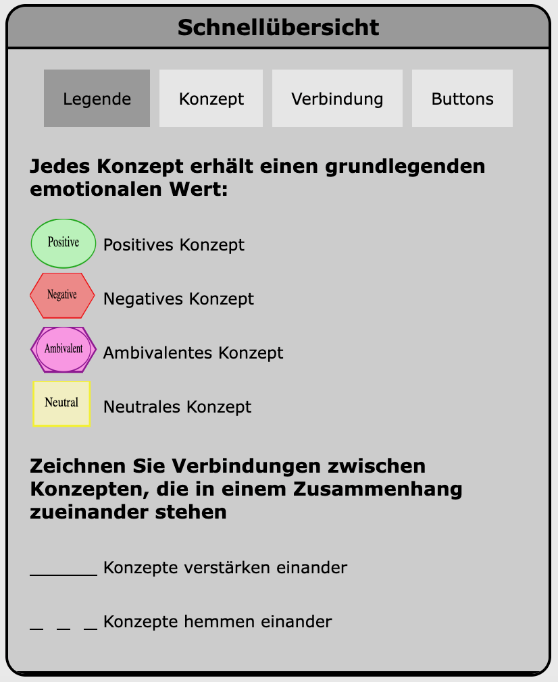 Schnellübersicht
Legende Konzept Verbindung Buttons
Jedes Konzept erhält einen grundlegenden
emotionalen Wert:
Positive Positives Konzept
Negative Negatives Konzept
Ambivalent Ambivalentes Konzept
Neutral Neutrales Konzept
Zeichnen Sie Verbindungen zwischen
Konzepten, die in einem Zusammenhang
zueinander stehen
Konzepte verstärken einander
Konzepte hemmen einander